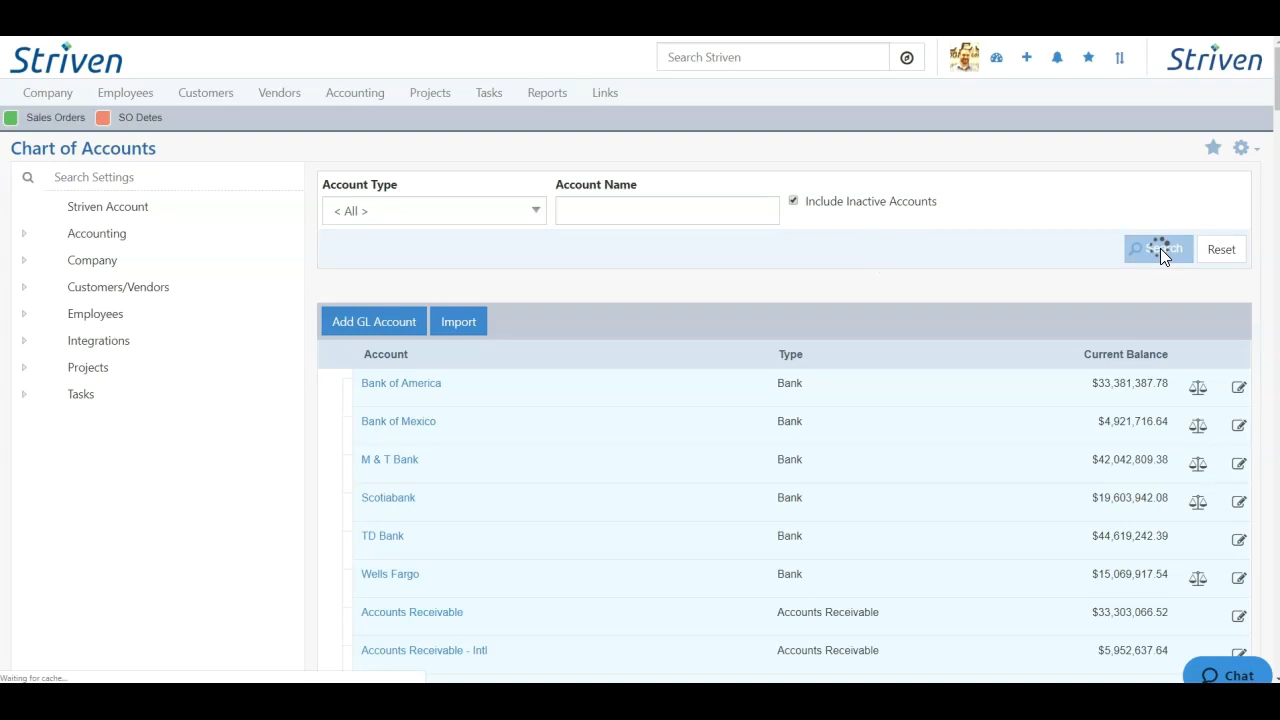 Striven
Search Striven
Striven
Company Employees Customers Vendors Accounting Projects Tasks Reports Links
Sales Orders SO Detes
Chart of Accounts
Search Settings
Striven Account
Accounting
Company
Customers/Vendors
Employees
Integrations
Projects
Tasks
Account Type Account Name
< All > Include Inactive Accounts
Search Reset
Add GL Account Import
Account Type Current Balance
Bank of America Bank $33,381,387.78
Bank of Mexico Bank $4,921,716.64
M & T Bank Bank $42,042,809.38
Scotiabank Bank $19,603,942.08
TD Bank Bank $44,619,242.39
Wells Fargo Bank $15,069,917.54
Accounts Receivable Accounts Receivable $33,303,066.52
Accounts Receivable - Intl Accounts Receivable $5,952,637.64
Waiting for cache...
Chat